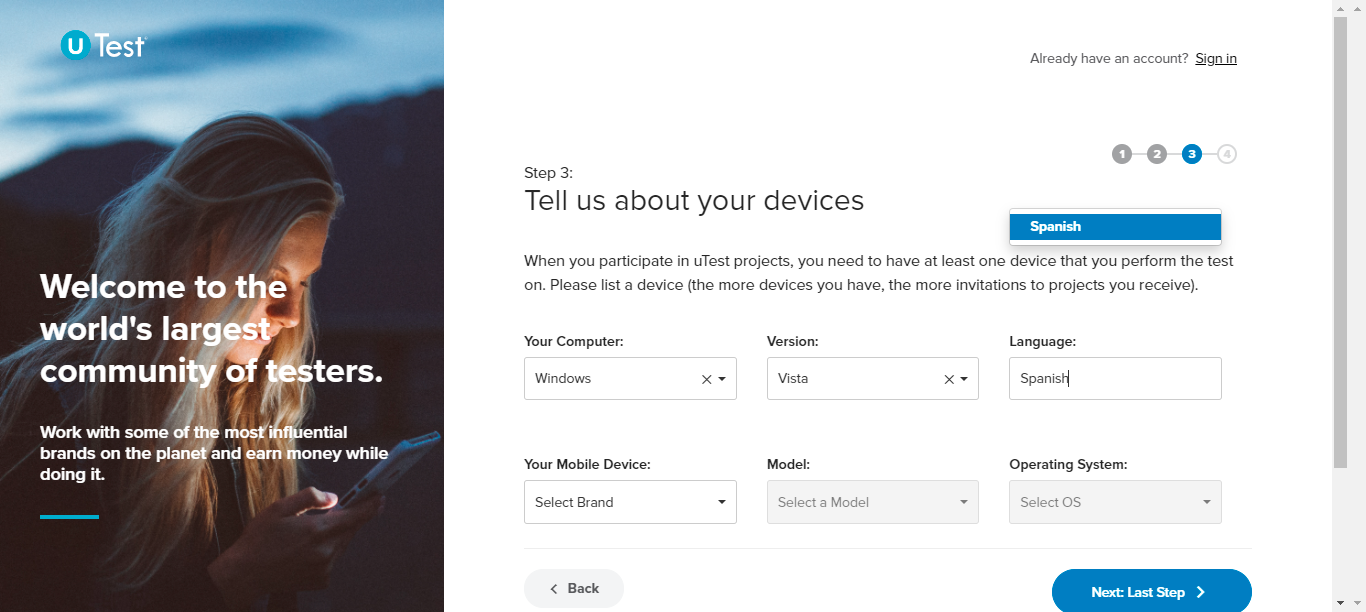 uTest
Already have an account? Sign in
1 2 3 4
Step 3:
Tell us about your devices
Spanish
When you participate in uTest projects, you need to have at least one device that you perform the test
on. Please list a device (the more devices you have, the more invitations to projects you receive).
Your Computer: Version: Language:
Windows Vista Spanish
Your Mobile Device: Model: Operating System:
Select Brand Select a Model Select OS
Back Next: Last Step
Welcome to the
world's largest
community of testers.
Work with some of the most influential
brands on the planet and earn money while
doing it.